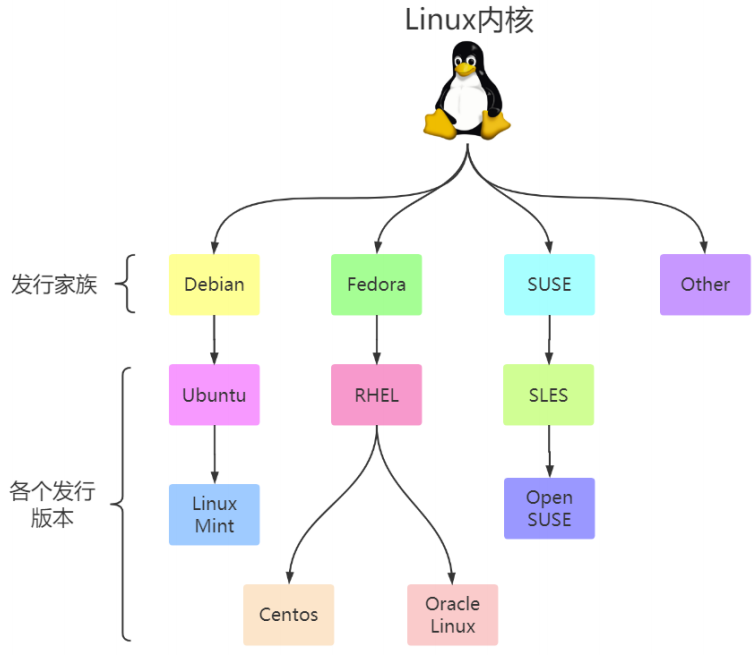 Linux内核
发行家族
Debian
Fedora
SUSE
Other
Ubuntu
RHEL
SLES
各个发行
版本
Linux
Mint
Open
SUSE
Centos
Oracle
Linux